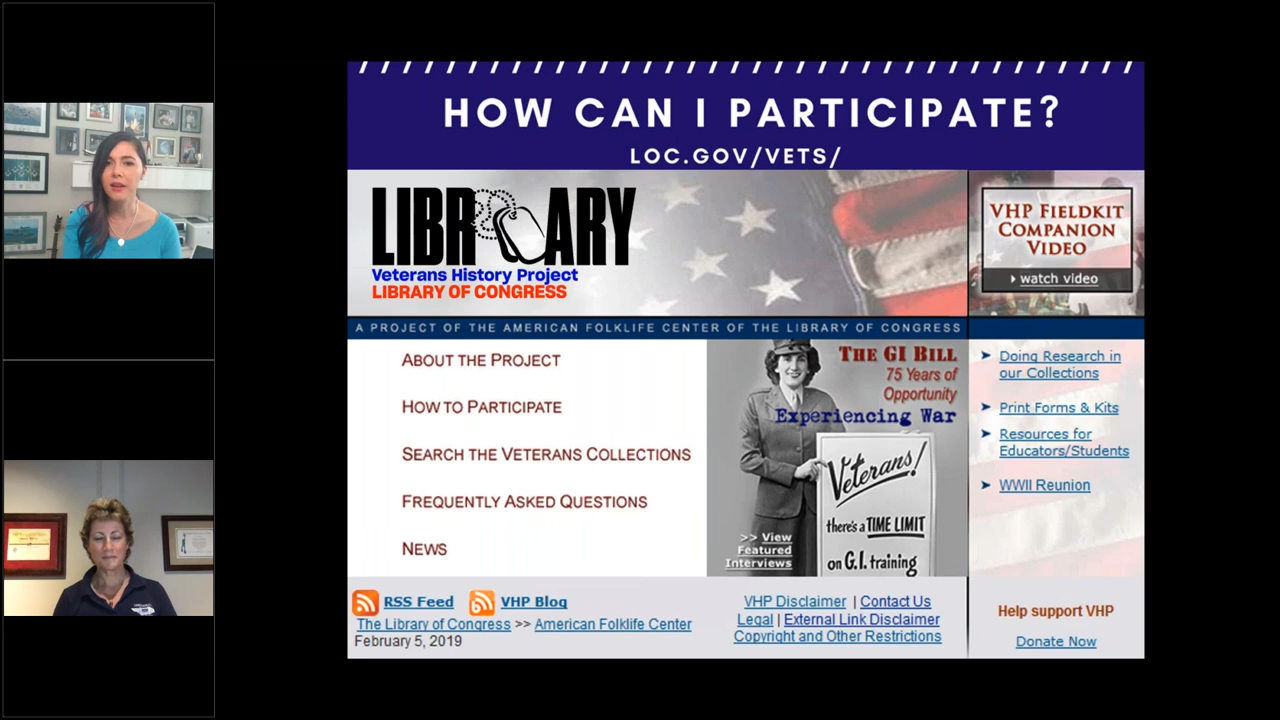 HOW CAN I PARTICIPATE?
LOC.GOV/VETS/
LIBRARY
Veterans History Project
LIBRARY OF CONGRESS
VHP FIELDKIT
COMPANION
VIDEO
watch video
A PROJECT OF THE AMERICAN FOLKLIFE CENTER OF THE LIBRARY OF CONGRESS
ABOUT THE PROJECT
HOW TO PARTICIPATE
SEARCH THE VETERANS COLLECTIONS
FREQUENTLY ASKED QUESTIONS
NEWS
THE GI BILL
75 Years of
Opportunity
Experiencing War
Veterans!
there's a TIME LIMIT
on G.I. training
>> View
Featured
Interviews
Doing Research in
our Collections
Print Forms & Kits
Resources for
Educators/Students
WWII Reunion
RSS Feed VHP Blog
The Library of Congress >> American Folklife Center
February 5, 2019
VHP Disclaimer | Contact Us
Legal | External Link Disclaimer
Copyright and Other Restrictions
Help support VHP
Donate Now